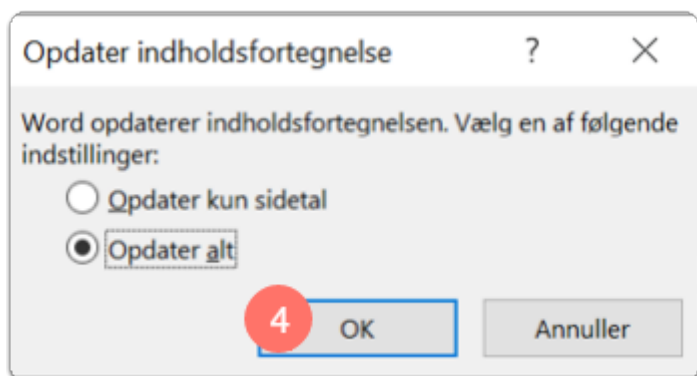 Opdater indholdsfortegnelse ?
Word opdaterer indholdsfortegnelsen. Vælg en af følgende
indstillinger:
Opdater kun sidetal
Opdater alt
4 OK Annuller